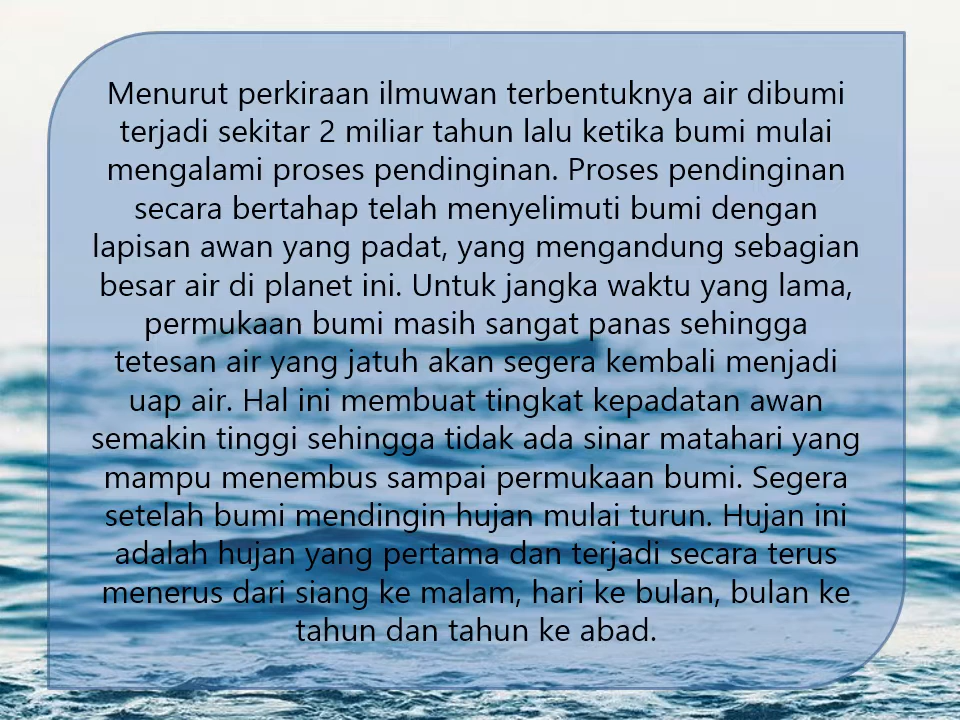 Menurut perkiraan ilmuwan terbentuknya air dibumi
terjadi sekitar 2 miliar tahun lalu ketika bumi mulai
mengalami proses pendinginan. Proses pendinginan
secara bertahap telah menyelimuti bumi dengan
lapisan awan yang padat, yang mengandung sebagian
besar air di planet ini. Untuk jangka waktu yang lama,
permukaan bumi masih sangat panas sehingga
tetesan air yang jatuh akan segera kembali menjadi
uap air. Hal ini membuat tingkat kepadatan awan
semakin tinggi sehingga tidak ada sinar matahari yang
mampu menembus sampai permukaan bumi. Segera
setelah bumi mendingin hujan mulai turun. Hujan ini
adalah hujan yang pertama dan terjadi secara terus
menerus dari siang ke malam, hari ke bulan, bulan ke
tahun dan tahun ke abad.